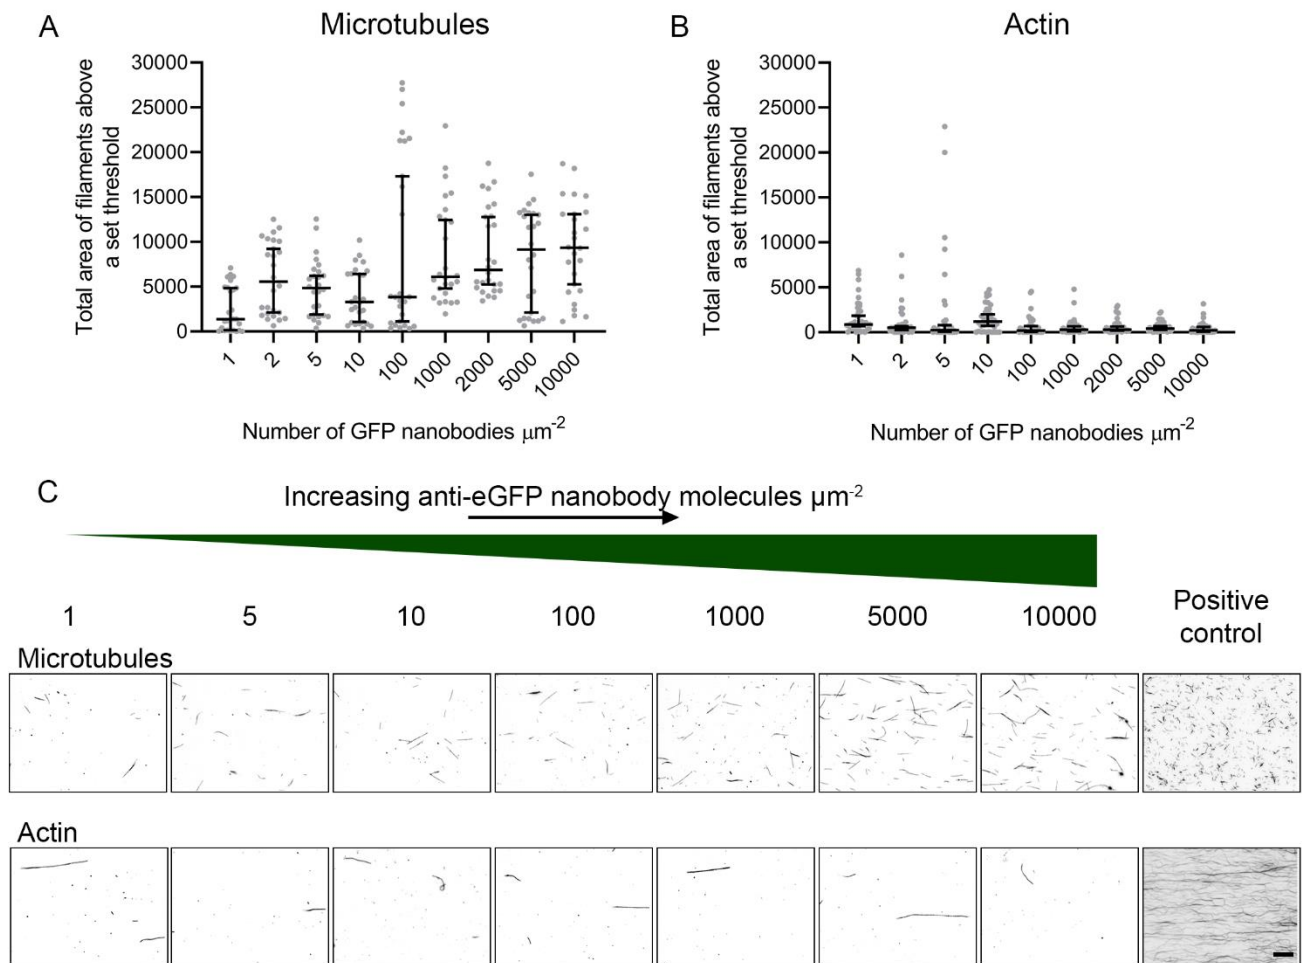 A
Microtubules
Total area of filaments above
a set threshold
30000
25000
20000
15000
10000
5000
0
1
2
5
10
100
1000
2000
5000
10000
Number of GFP nanobodies μm⁻²
B
Actin
Total area of filaments above
a set threshold
30000
25000
20000
15000
10000
5000
0
1
2
5
10
100
1000
2000
5000
10000
Number of GFP nanobodies μm⁻²
C
Increasing anti-eGFP nanobody molecules μm⁻²
1 5 10 100 1000 5000 10000 Positive
control
Microtubules
Actin